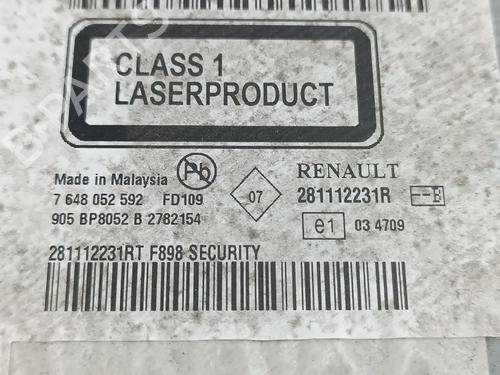 CLASS 1
LASERPRODUCT
Made in Malaysia
Pb
RENAULT
7 648 052 592 FD109
07
281112231R --B
905 BP8052 B 2782154
e1 03 4709
281112231RT F898 SECURITY